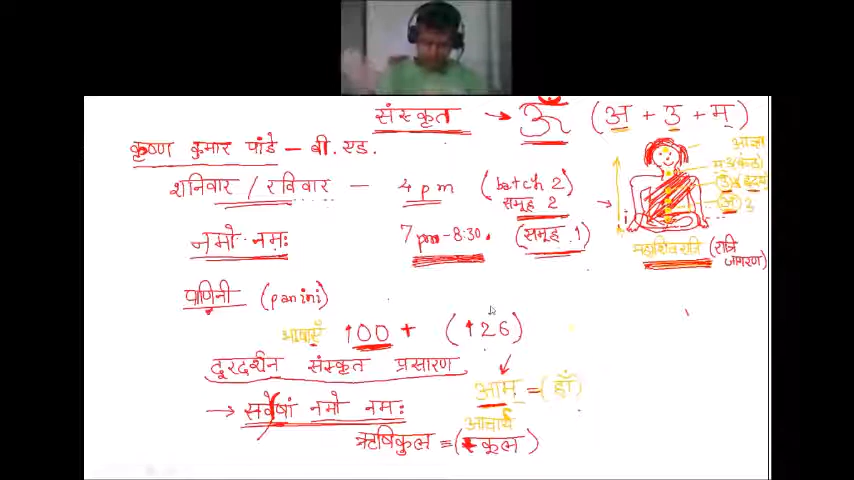 संस्कृत → ॐ (अ + उ + म)
कृष्ण कुमार पांडे – बी. एड.
शनिवार / रविवार – 4 pm (batch 2)
समूह 2
नमो नमः 7 pm – 8:30. (समूह 1)
आज्ञा
महाशिवरात्रि (रात्रि जागरण)
पाणिनी (panini)
भाषाएँ 100 + (126)
दूरदर्शन संस्कृत प्रसारण
→ सर्वेषां नमो नमः
आम = (हाँ)
आचार्य
ऋषिकुल = (स्कूल)